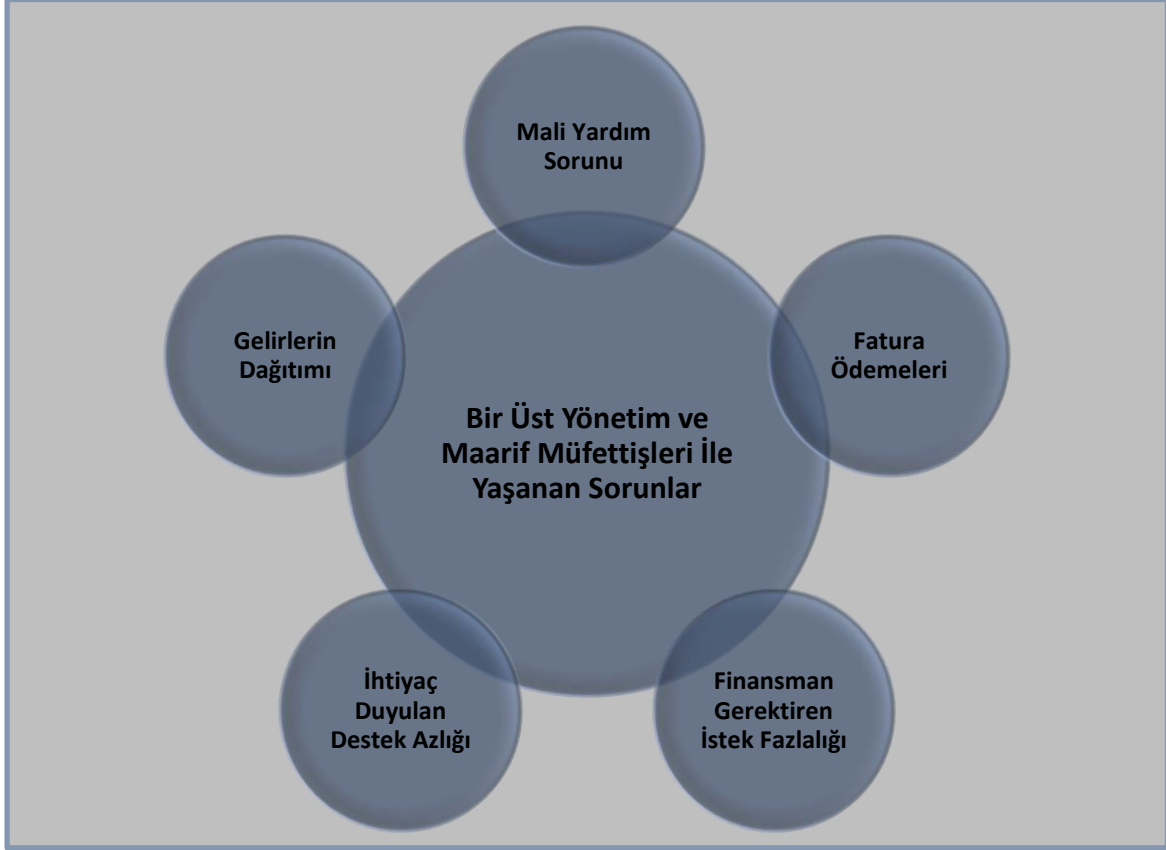 Mali Yardım
Sorunu
Gelirlerin
Dağıtımı
Fatura
Ödemeleri
Bir Üst Yönetim ve
Maarif Müfettişleri İle
Yaşanan Sorunlar
İhtiyaç
Duyulan
Destek Azlığı
Finansman
Gerektiren
İstek Fazlalığı